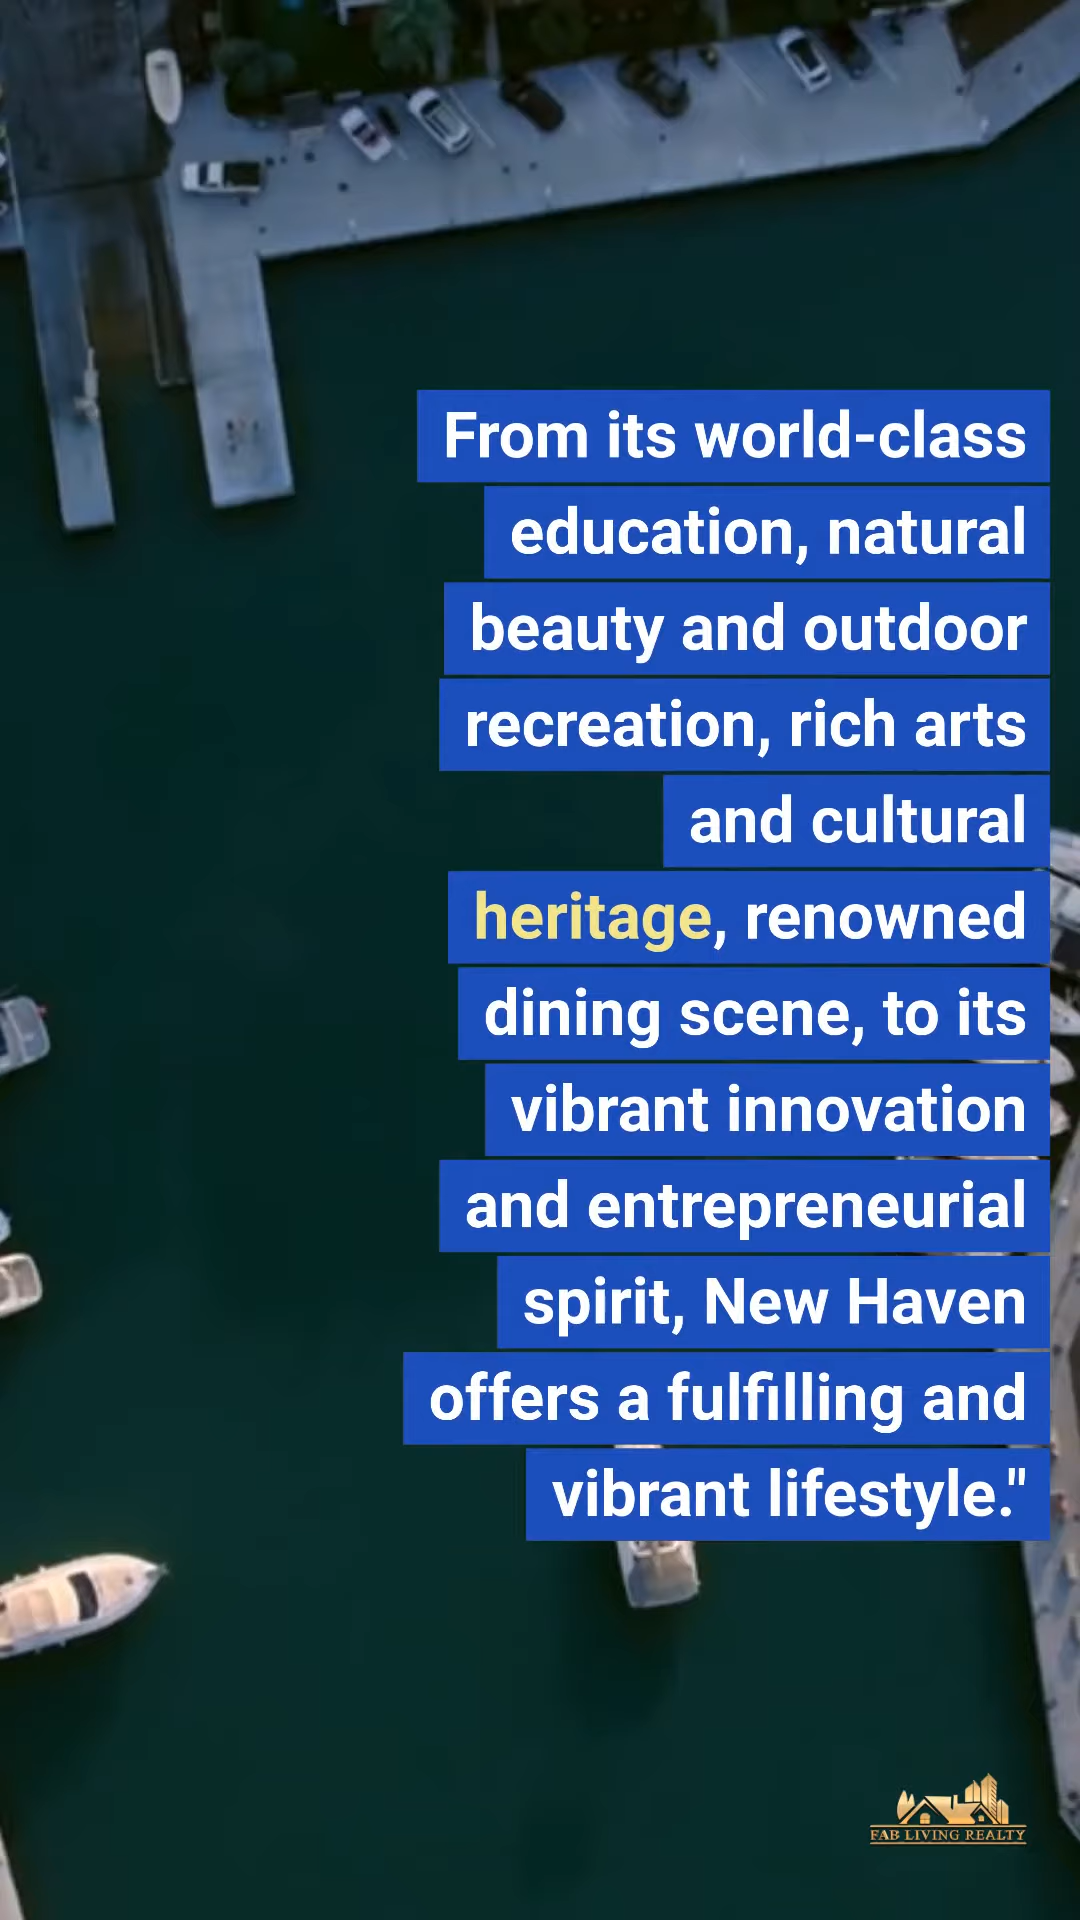 From its world-class
education, natural
beauty and outdoor
recreation, rich arts
and cultural
heritage, renowned
dining scene, to its
vibrant innovation
and entrepreneurial
spirit, New Haven
offers a fulfilling and
vibrant lifestyle."
FAB LIVING REALTY